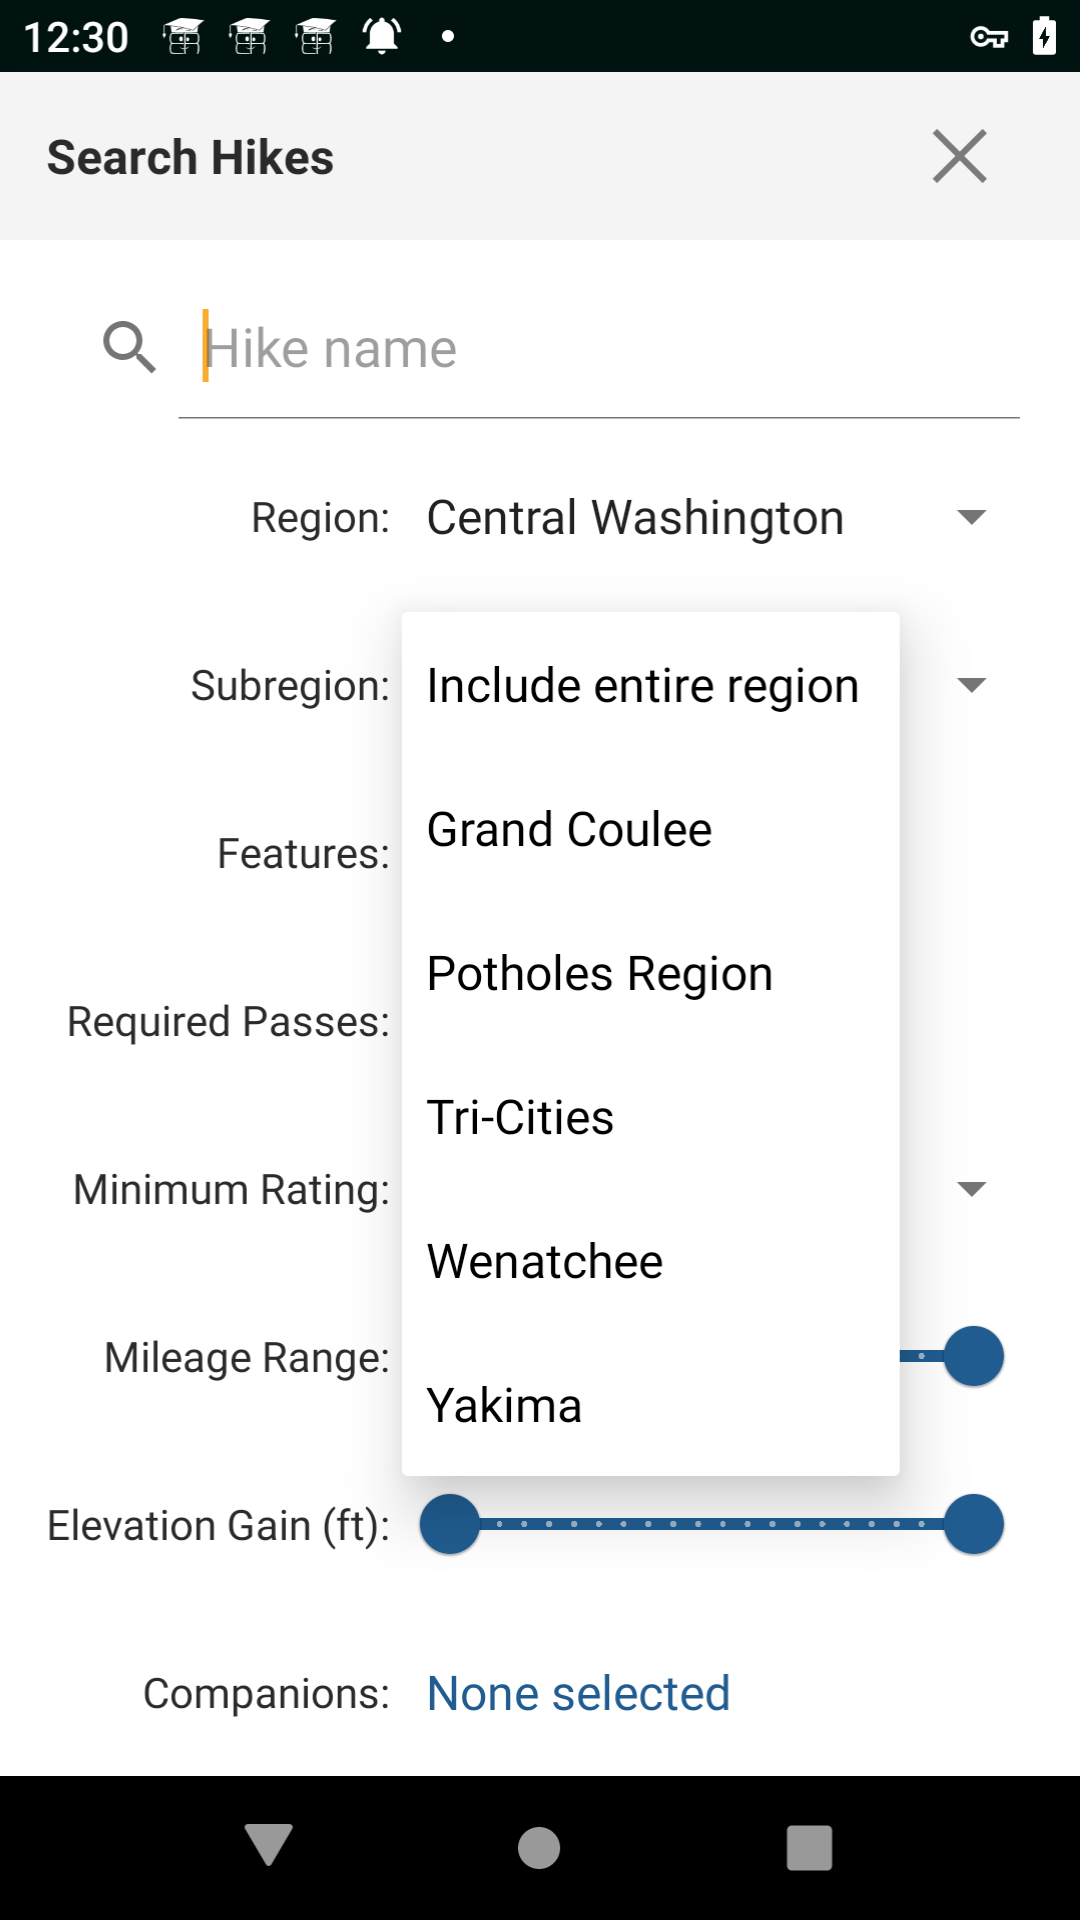 12:30
Search Hikes
Hike name
Region: Central Washington
Subregion: Include entire region
Grand Coulee
Features:
Potholes Region
Required Passes:
Tri-Cities
Minimum Rating:
Wenatchee
Mileage Range:
Yakima
Elevation Gain (ft):
Companions: None selected